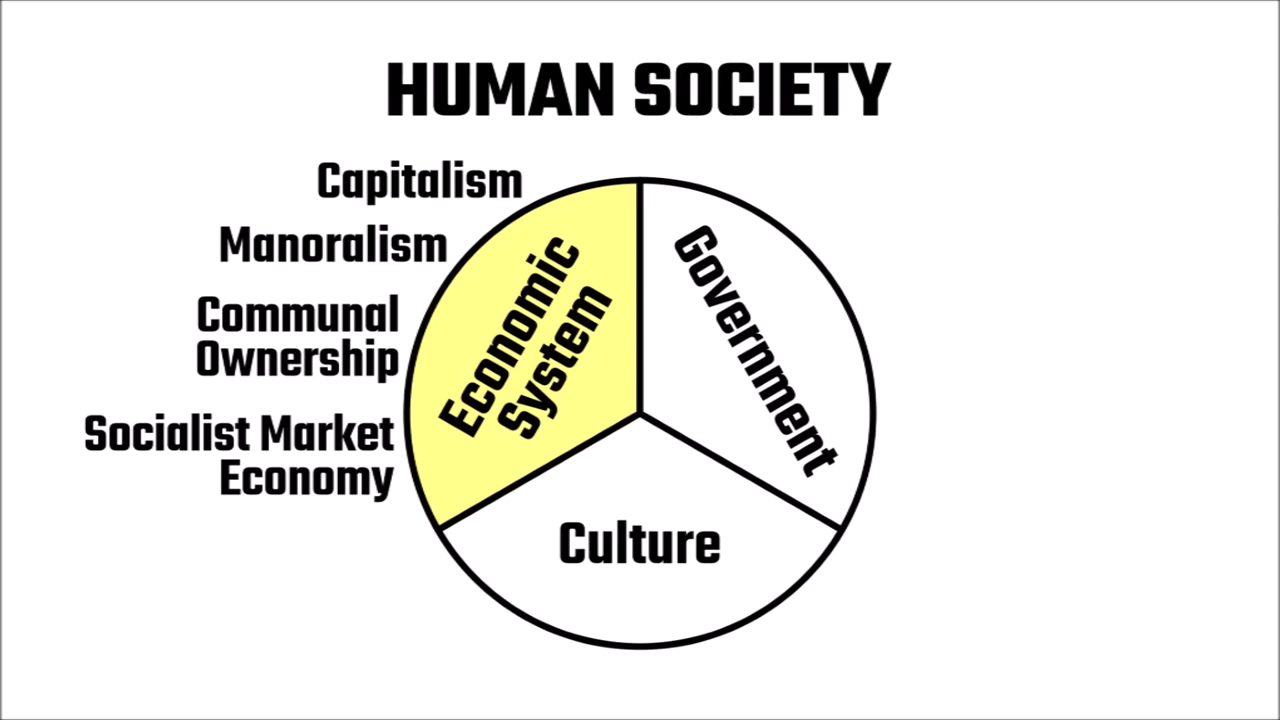 HUMAN SOCIETY
Capitalism
Manoralism
Communal
Ownership
Socialist Market
Economy
Economic
System
Government
Culture